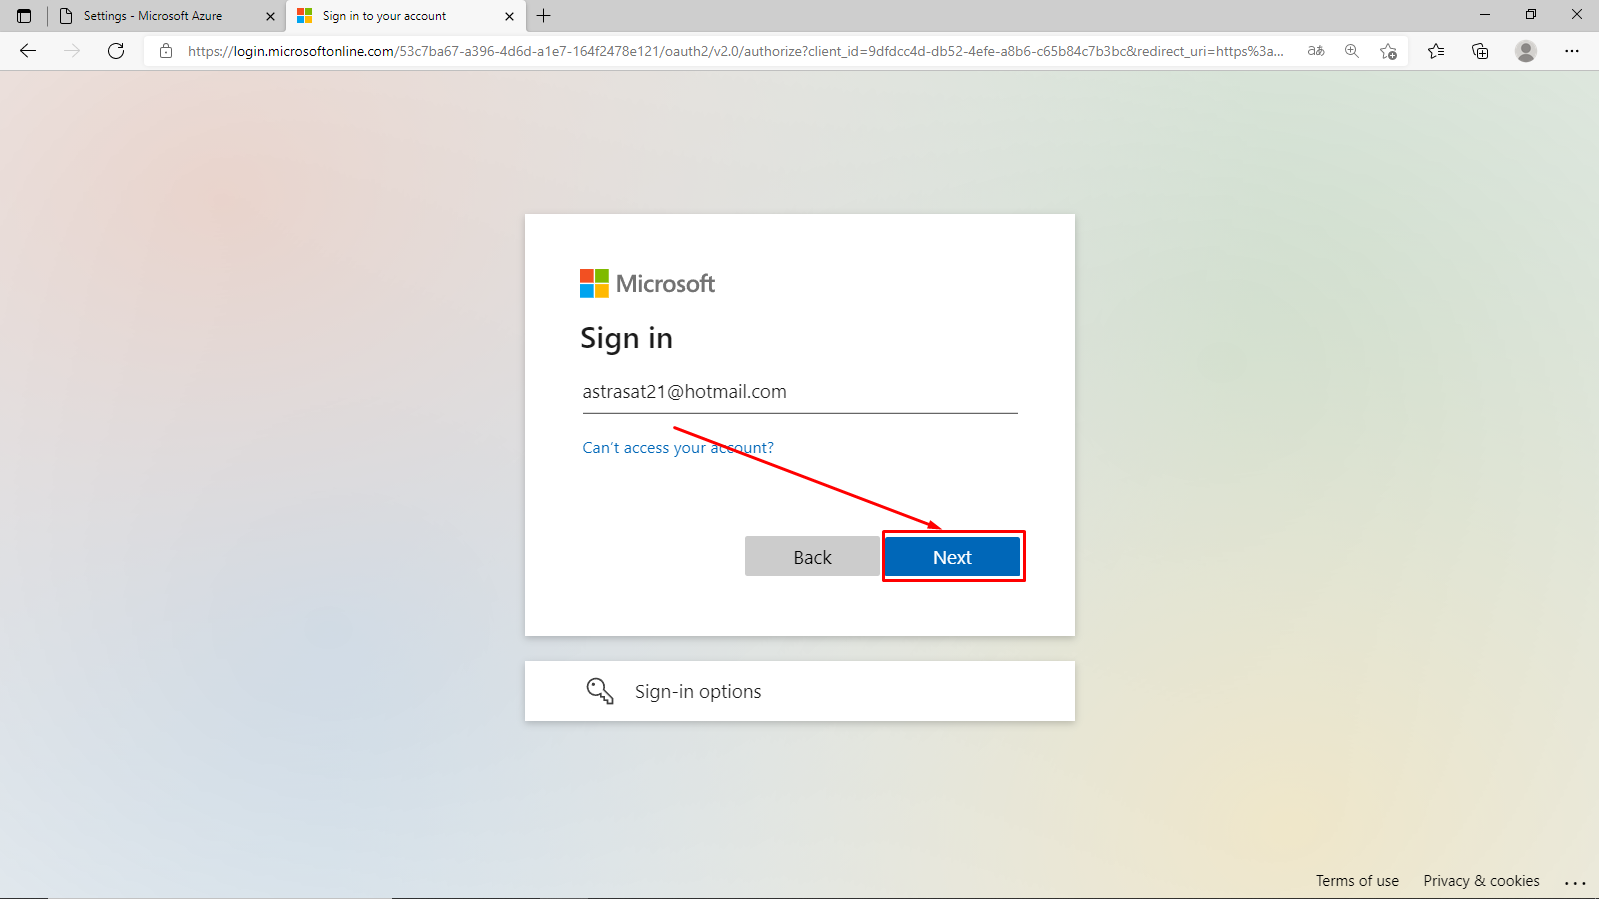 Settings - Microsoft Azure
Sign in to your account
https://login.microsoftonline.com/53c7ba67-a396-4d6d-a1e7-164f2478e121/oauth2/v2.0/authorize?client_id=9dfdcc4d-db52-4efe-a8b6-c65b84c7b3bc&redirect_uri=https%3a...
aあ
Microsoft
Sign in
astrasat21@hotmail.com
Can't access your account?
Back
Next
Sign-in options
Terms of use
Privacy & cookies
...